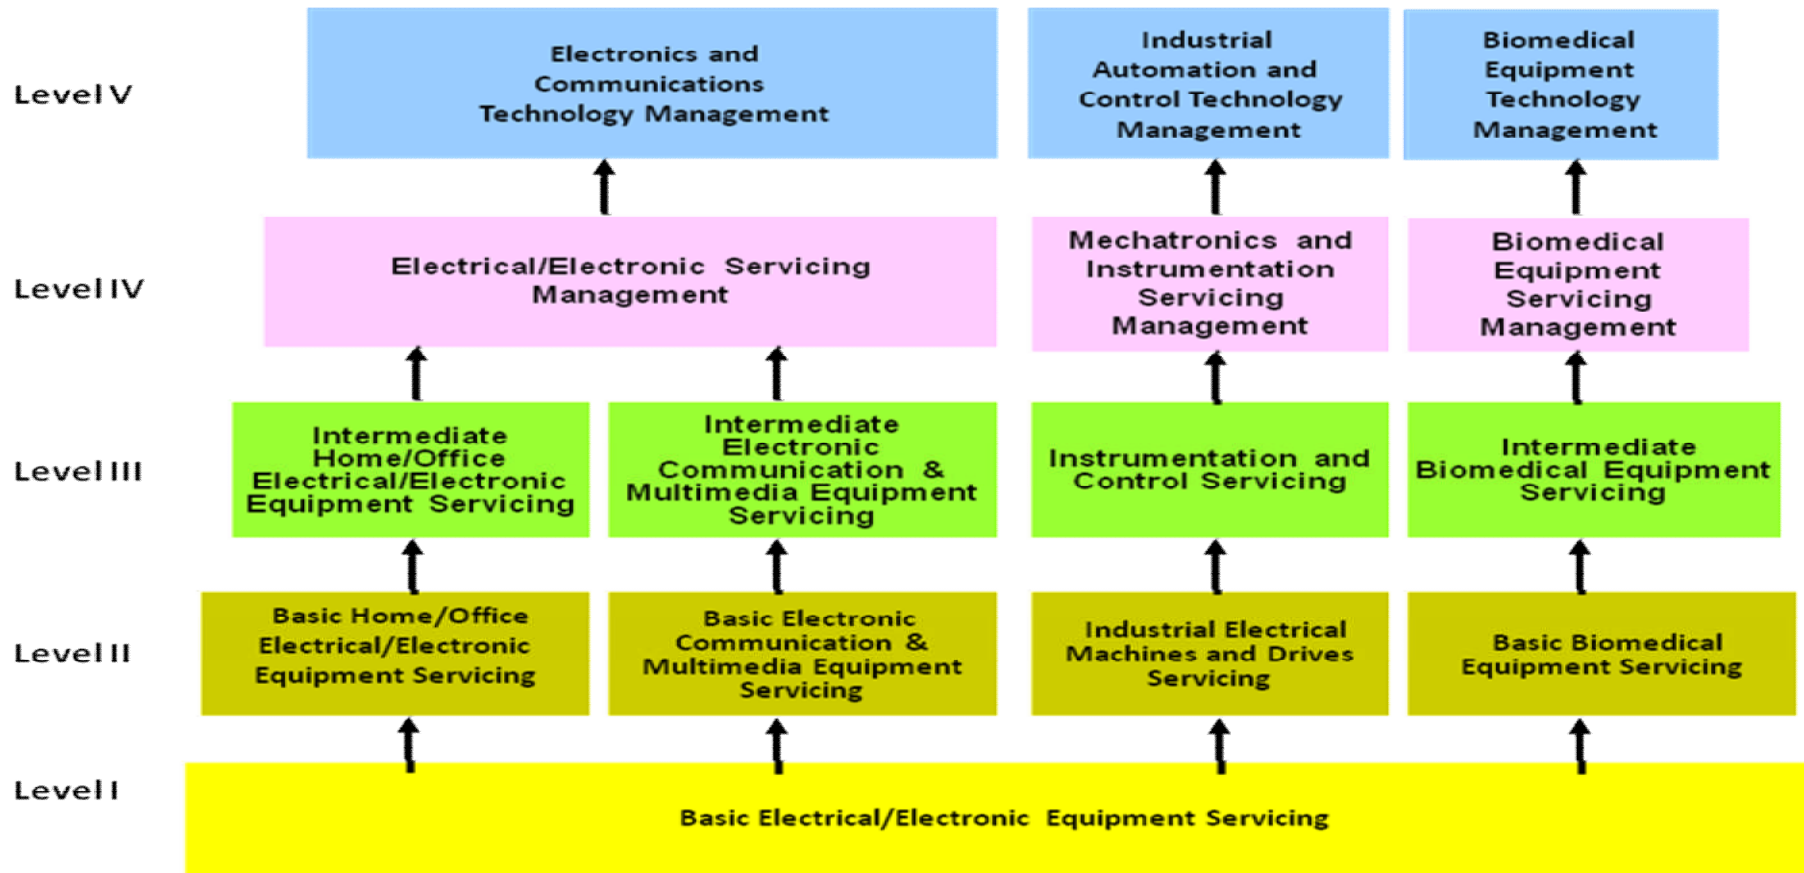 Level V
Electronics and
Communications
Technology Management
Industrial
Automation and
Control Technology
Management
Biomedical
Equipment
Technology
Management
Level IV
Electrical/Electronic Servicing
Management
Mechatronics and
Instrumentation
Servicing
Management
Biomedical
Equipment
Servicing
Management
Level III
Intermediate
Home/Office
Electrical/Electronic
Equipment Servicing
Intermediate
Electronic
Communication &
Multimedia Equipment
Servicing
Instrumentation and
Control Servicing
Intermediate
Biomedical Equipment
Servicing
Level II
Basic Home/Office
Electrical/Electronic
Equipment Servicing
Basic Electronic
Communication &
Multimedia Equipment
Servicing
Industrial Electrical
Machines and Drives
Servicing
Basic Biomedical
Equipment Servicing
Level I
Basic Electrical/Electronic Equipment Servicing